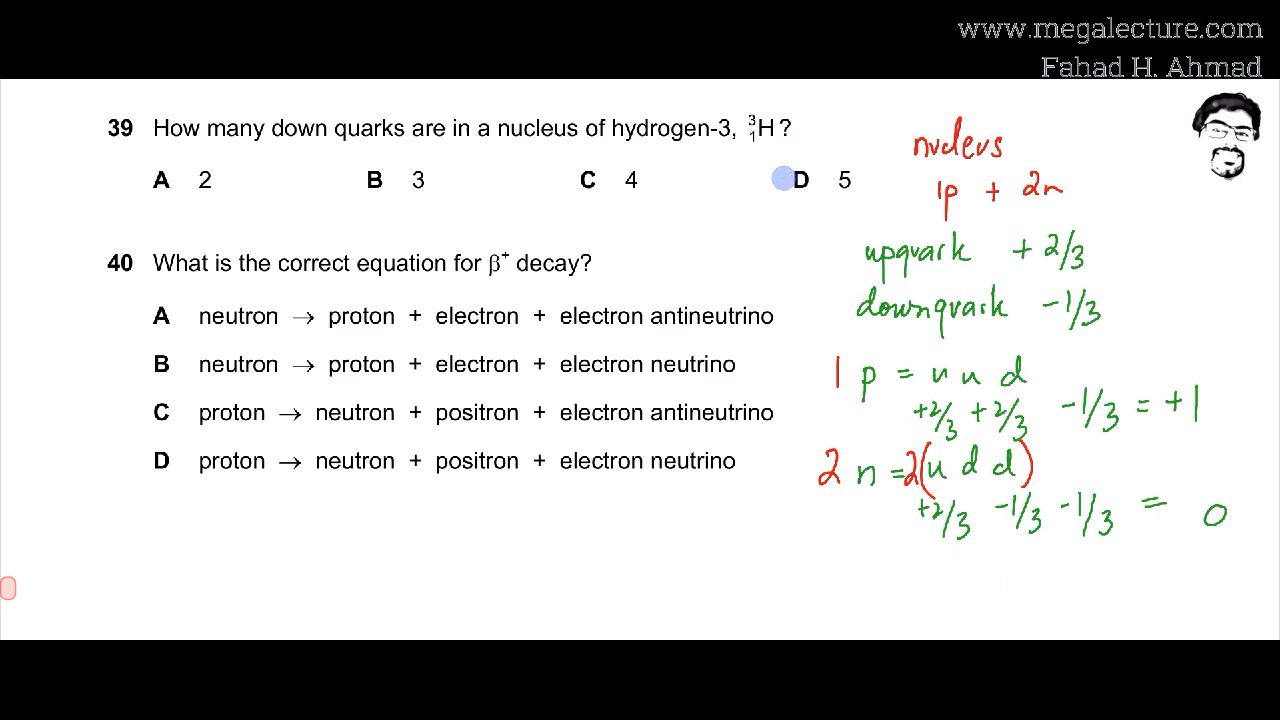 www.megalecture.com
Fahad H. Ahmad
39 How many down quarks are in a nucleus of hydrogen-3, ³₁H ?
A 2 B 3 C 4 D 5
40 What is the correct equation for β⁺ decay?
A neutron → proton + electron + electron antineutrino
B neutron → proton + electron + electron neutrino
C proton → neutron + positron + electron antineutrino
D proton → neutron + positron + electron neutrino
nucleus
1p + 2n
upquark + 2/3
downquark -1/3
1 p = u u d
+2/3 +2/3 -1/3 = +1
2 n = 2(u d d)
+2/3 -1/3 -1/3 = 0